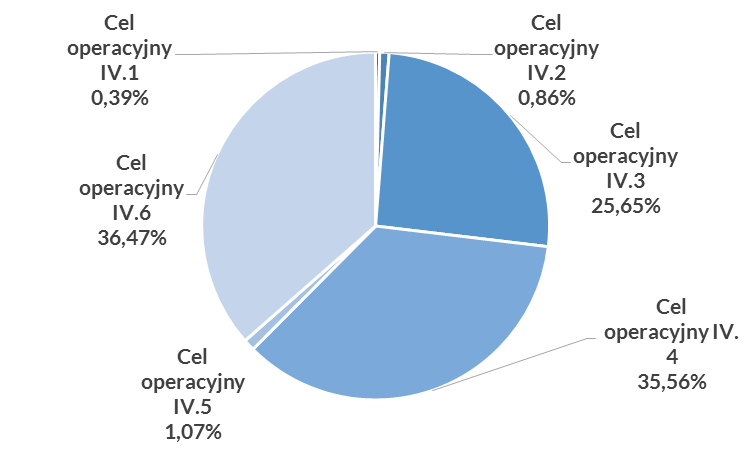 Cel
operacyjny
IV.1
0,39%
Cel
operacyjny
IV.2
0,86%
Cel
operacyjny
IV.3
25,65%
Cel
operacyjny IV.
4
35,56%
Cel
operacyjny
IV.5
1,07%
Cel
operacyjny
IV.6
36,47%